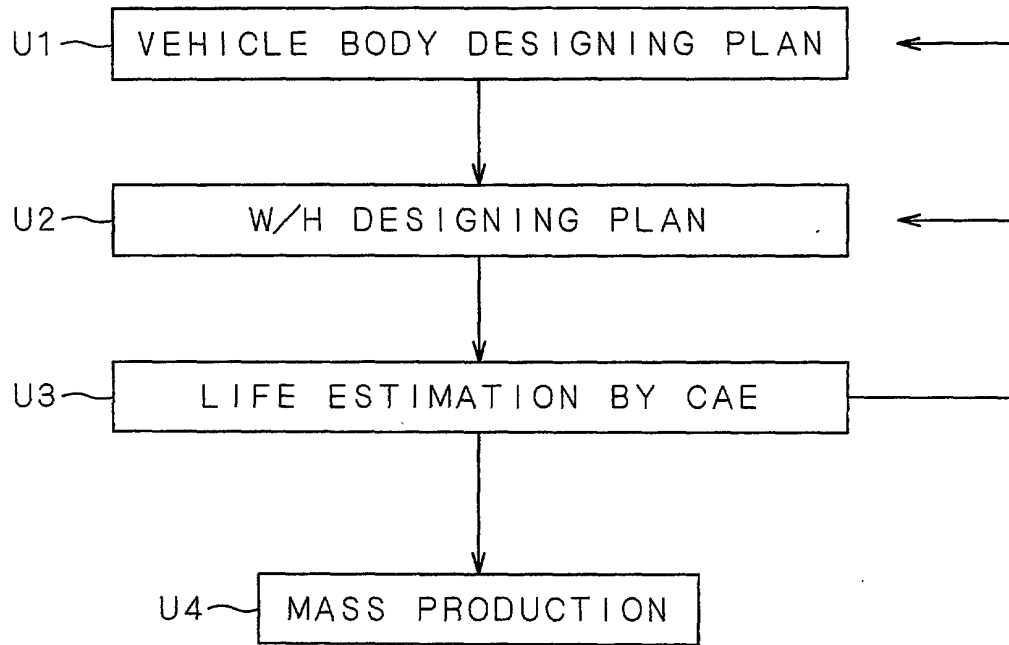 U1 VEHICLE BODY DESIGNING PLAN
U2 W/H DESIGNING PLAN
U3 LIFE ESTIMATION BY CAE
U4 MASS PRODUCTION